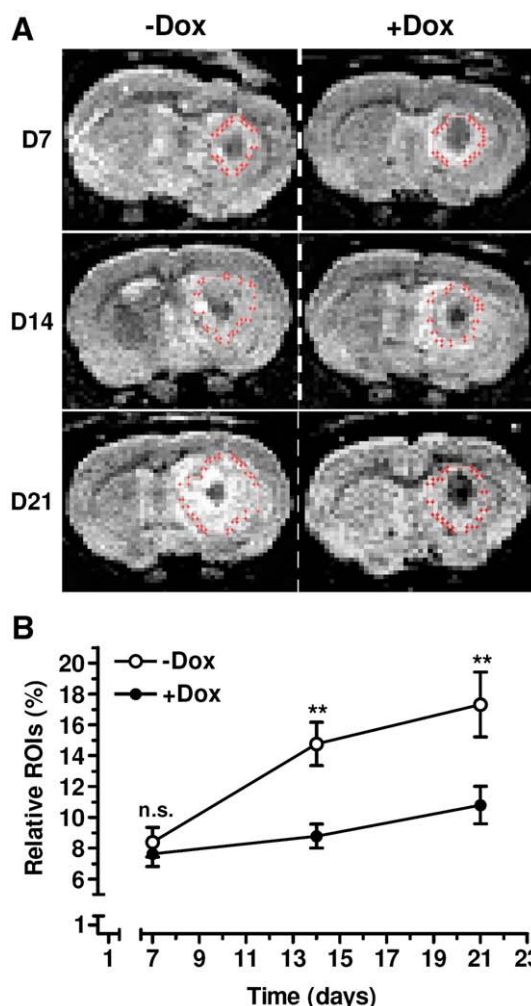 A
-Dox +Dox
D7
D14
D21
B
20
18
16
14
12
10
8
6
1
Relative ROIs (%)
-Dox
+Dox
n.s.
**
**
1 7 9 11 13 15 17 19 21 23
Time (days)